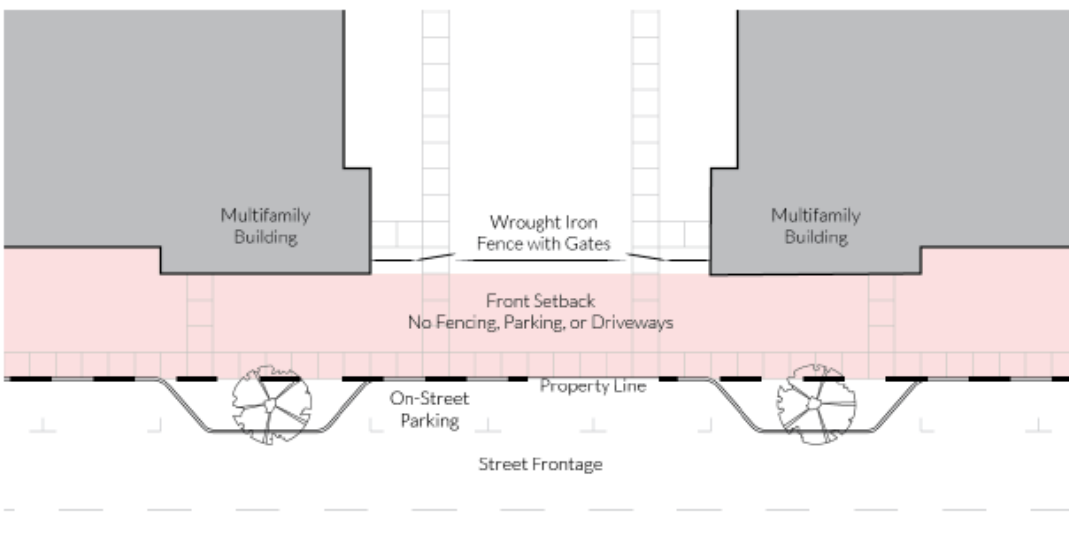 Multifamily
Building
Wrought Iron
Fence with Gates
Multifamily
Building
Front Setback
No Fencing, Parking, or Driveways
Property Line
On-Street
Parking
Street Frontage